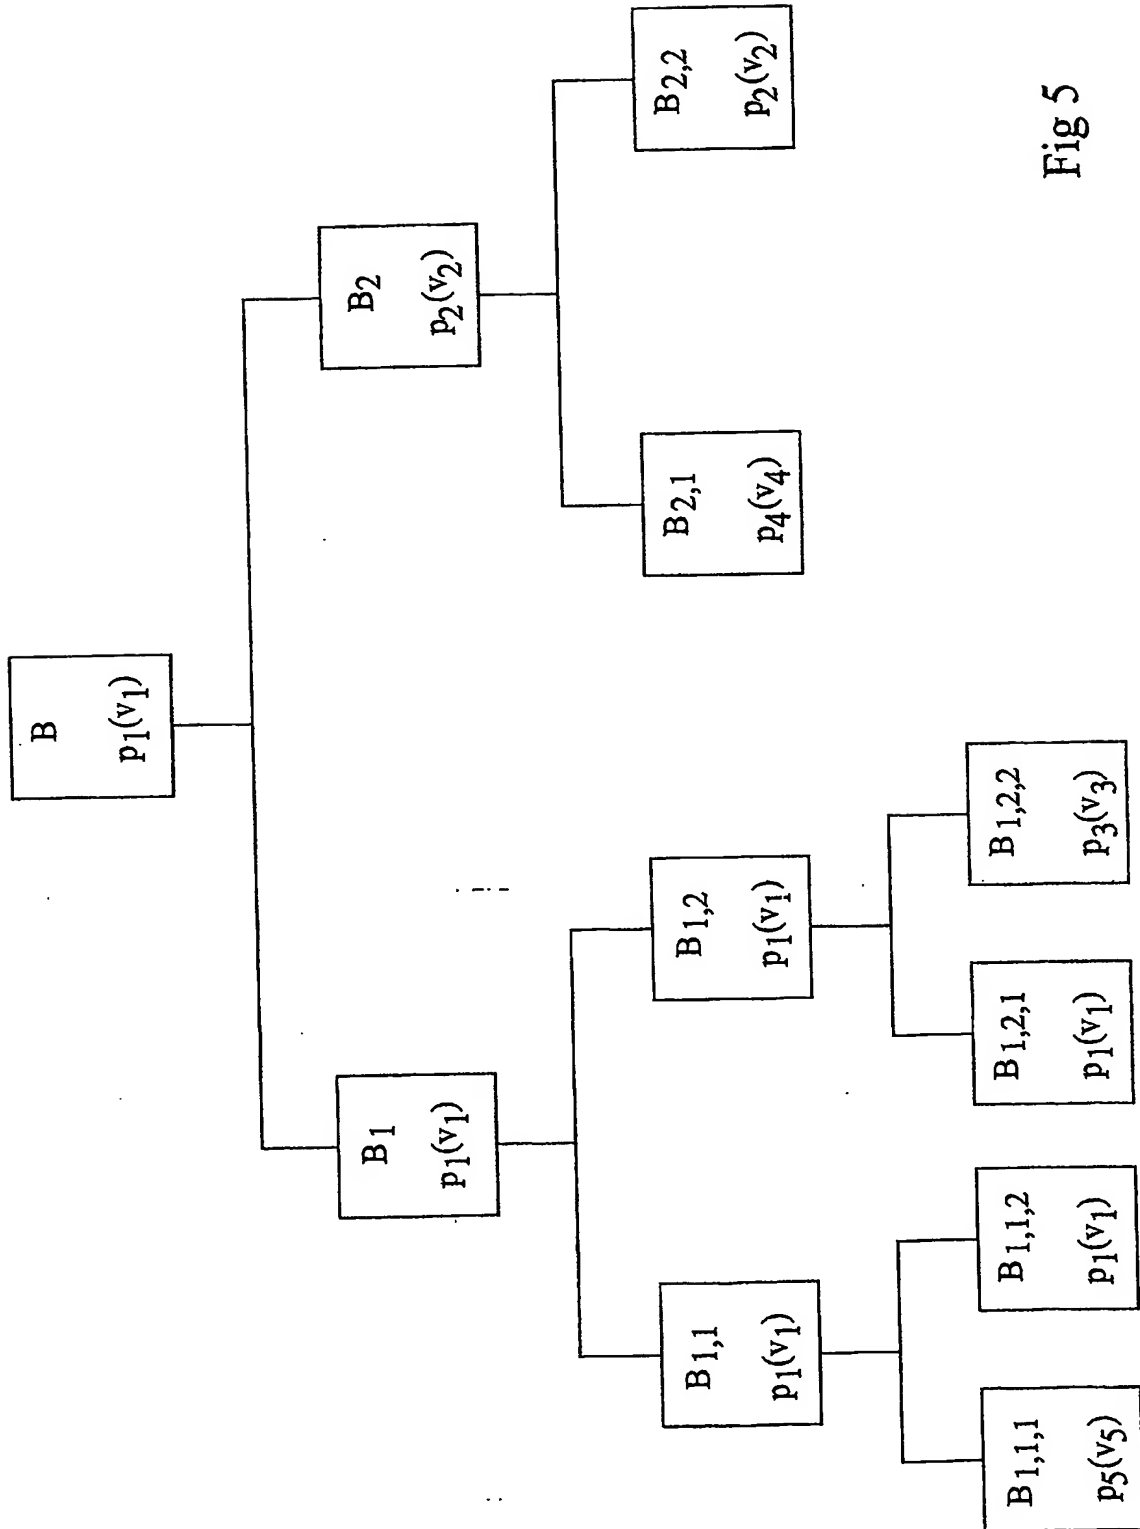 B
p1(v1)
B1
p1(v1)
B2
p2(v2)
B1,1
p1(v1)
B1,2
p1(v1)
B2,1
p4(v4)
B2,2
p2(v2)
B1,1,1
p5(v5)
B1,1,2
p1(v1)
B1,2,1
p1(v1)
B1,2,2
p3(v3)
Fig 5